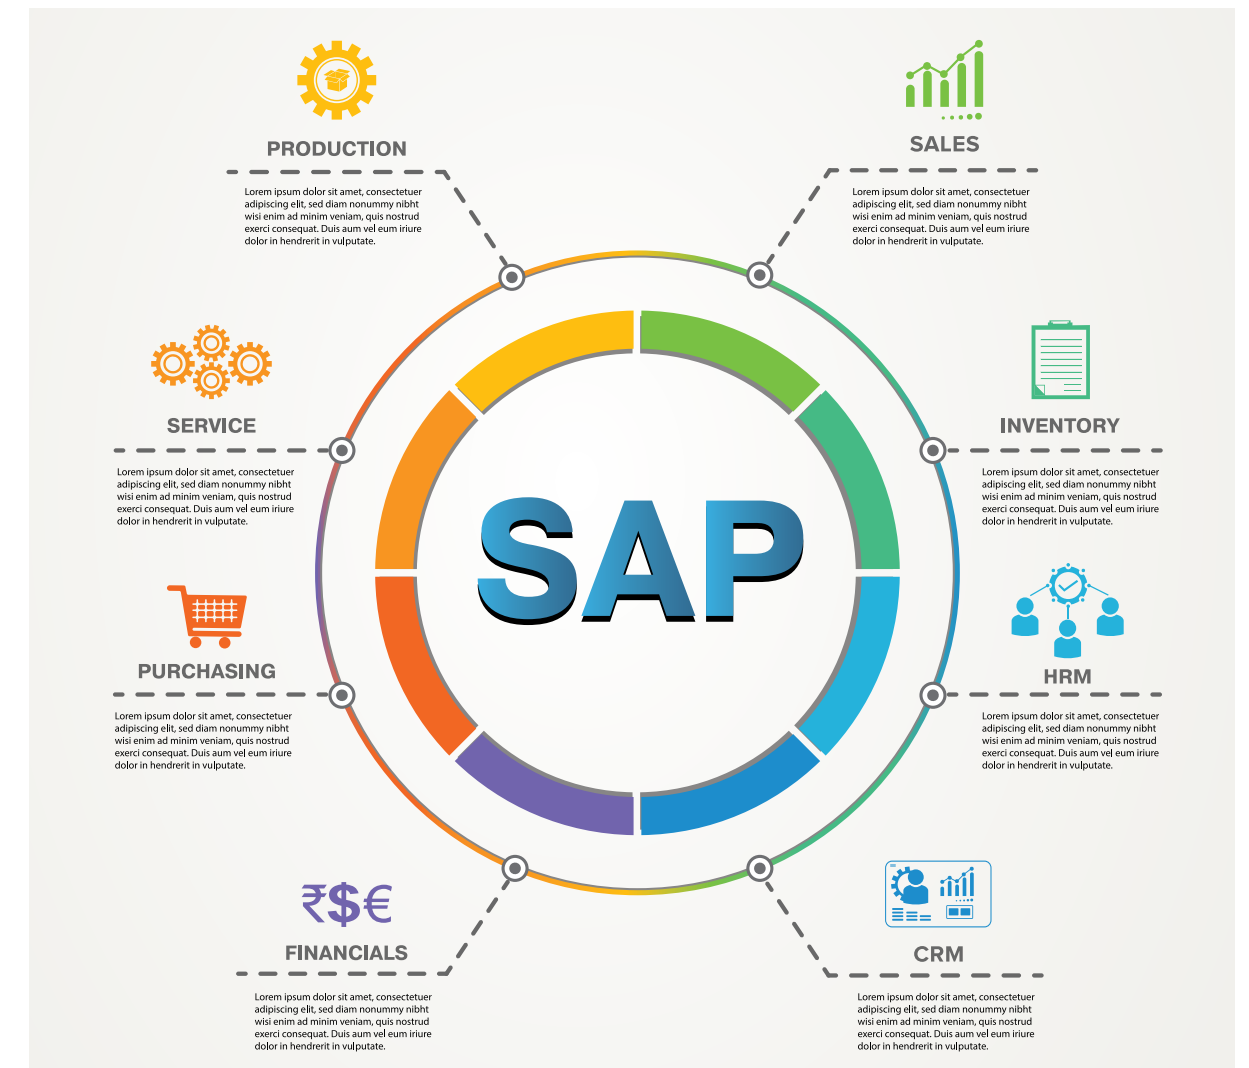 PRODUCTION
Lorem ipsum dolor sit amet, consectetuer
adipiscing elit, sed diam nonummy nibht
wisi enim ad minim veniam, quis nostrud
exerci consequat. Duis aum vel eum iriure
dolor in hendrerit in vulputate.
SALES
Lorem ipsum dolor sit amet, consectetuer
adipiscing elit, sed diam nonummy nibht
wisi enim ad minim veniam, quis nostrud
exerci consequat. Duis aum vel eum iriure
dolor in hendrerit in vulputate.
SERVICE
Lorem ipsum dolor sit amet, consectetuer
adipiscing elit, sed diam nonummy nibht
wisi enim ad minim veniam, quis nostrud
exerci consequat. Duis aum vel eum iriure
dolor in hendrerit in vulputate.
INVENTORY
Lorem ipsum dolor sit amet, consectetuer
adipiscing elit, sed diam nonummy nibht
wisi enim ad minim veniam, quis nostrud
exerci consequat. Duis aum vel eum iriure
dolor in hendrerit in vulputate.
SAP
PURCHASING
Lorem ipsum dolor sit amet, consectetuer
adipiscing elit, sed diam nonummy nibht
wisi enim ad minim veniam, quis nostrud
exerci consequat. Duis aum vel eum iriure
dolor in hendrerit in vulputate.
HRM
Lorem ipsum dolor sit amet, consectetuer
adipiscing elit, sed diam nonummy nibht
wisi enim ad minim veniam, quis nostrud
exerci consequat. Duis aum vel eum iriure
dolor in hendrerit in vulputate.
₹$€
FINANCIALS
Lorem ipsum dolor sit amet, consectetuer
adipiscing elit, sed diam nonummy nibht
wisi enim ad minim veniam, quis nostrud
exerci consequat. Duis aum vel eum iriure
dolor in hendrerit in vulputate.
CRM
Lorem ipsum dolor sit amet, consectetuer
adipiscing elit, sed diam nonummy nibht
wisi enim ad minim veniam, quis nostrud
exerci consequat. Duis aum vel eum iriure
dolor in hendrerit in vulputate.